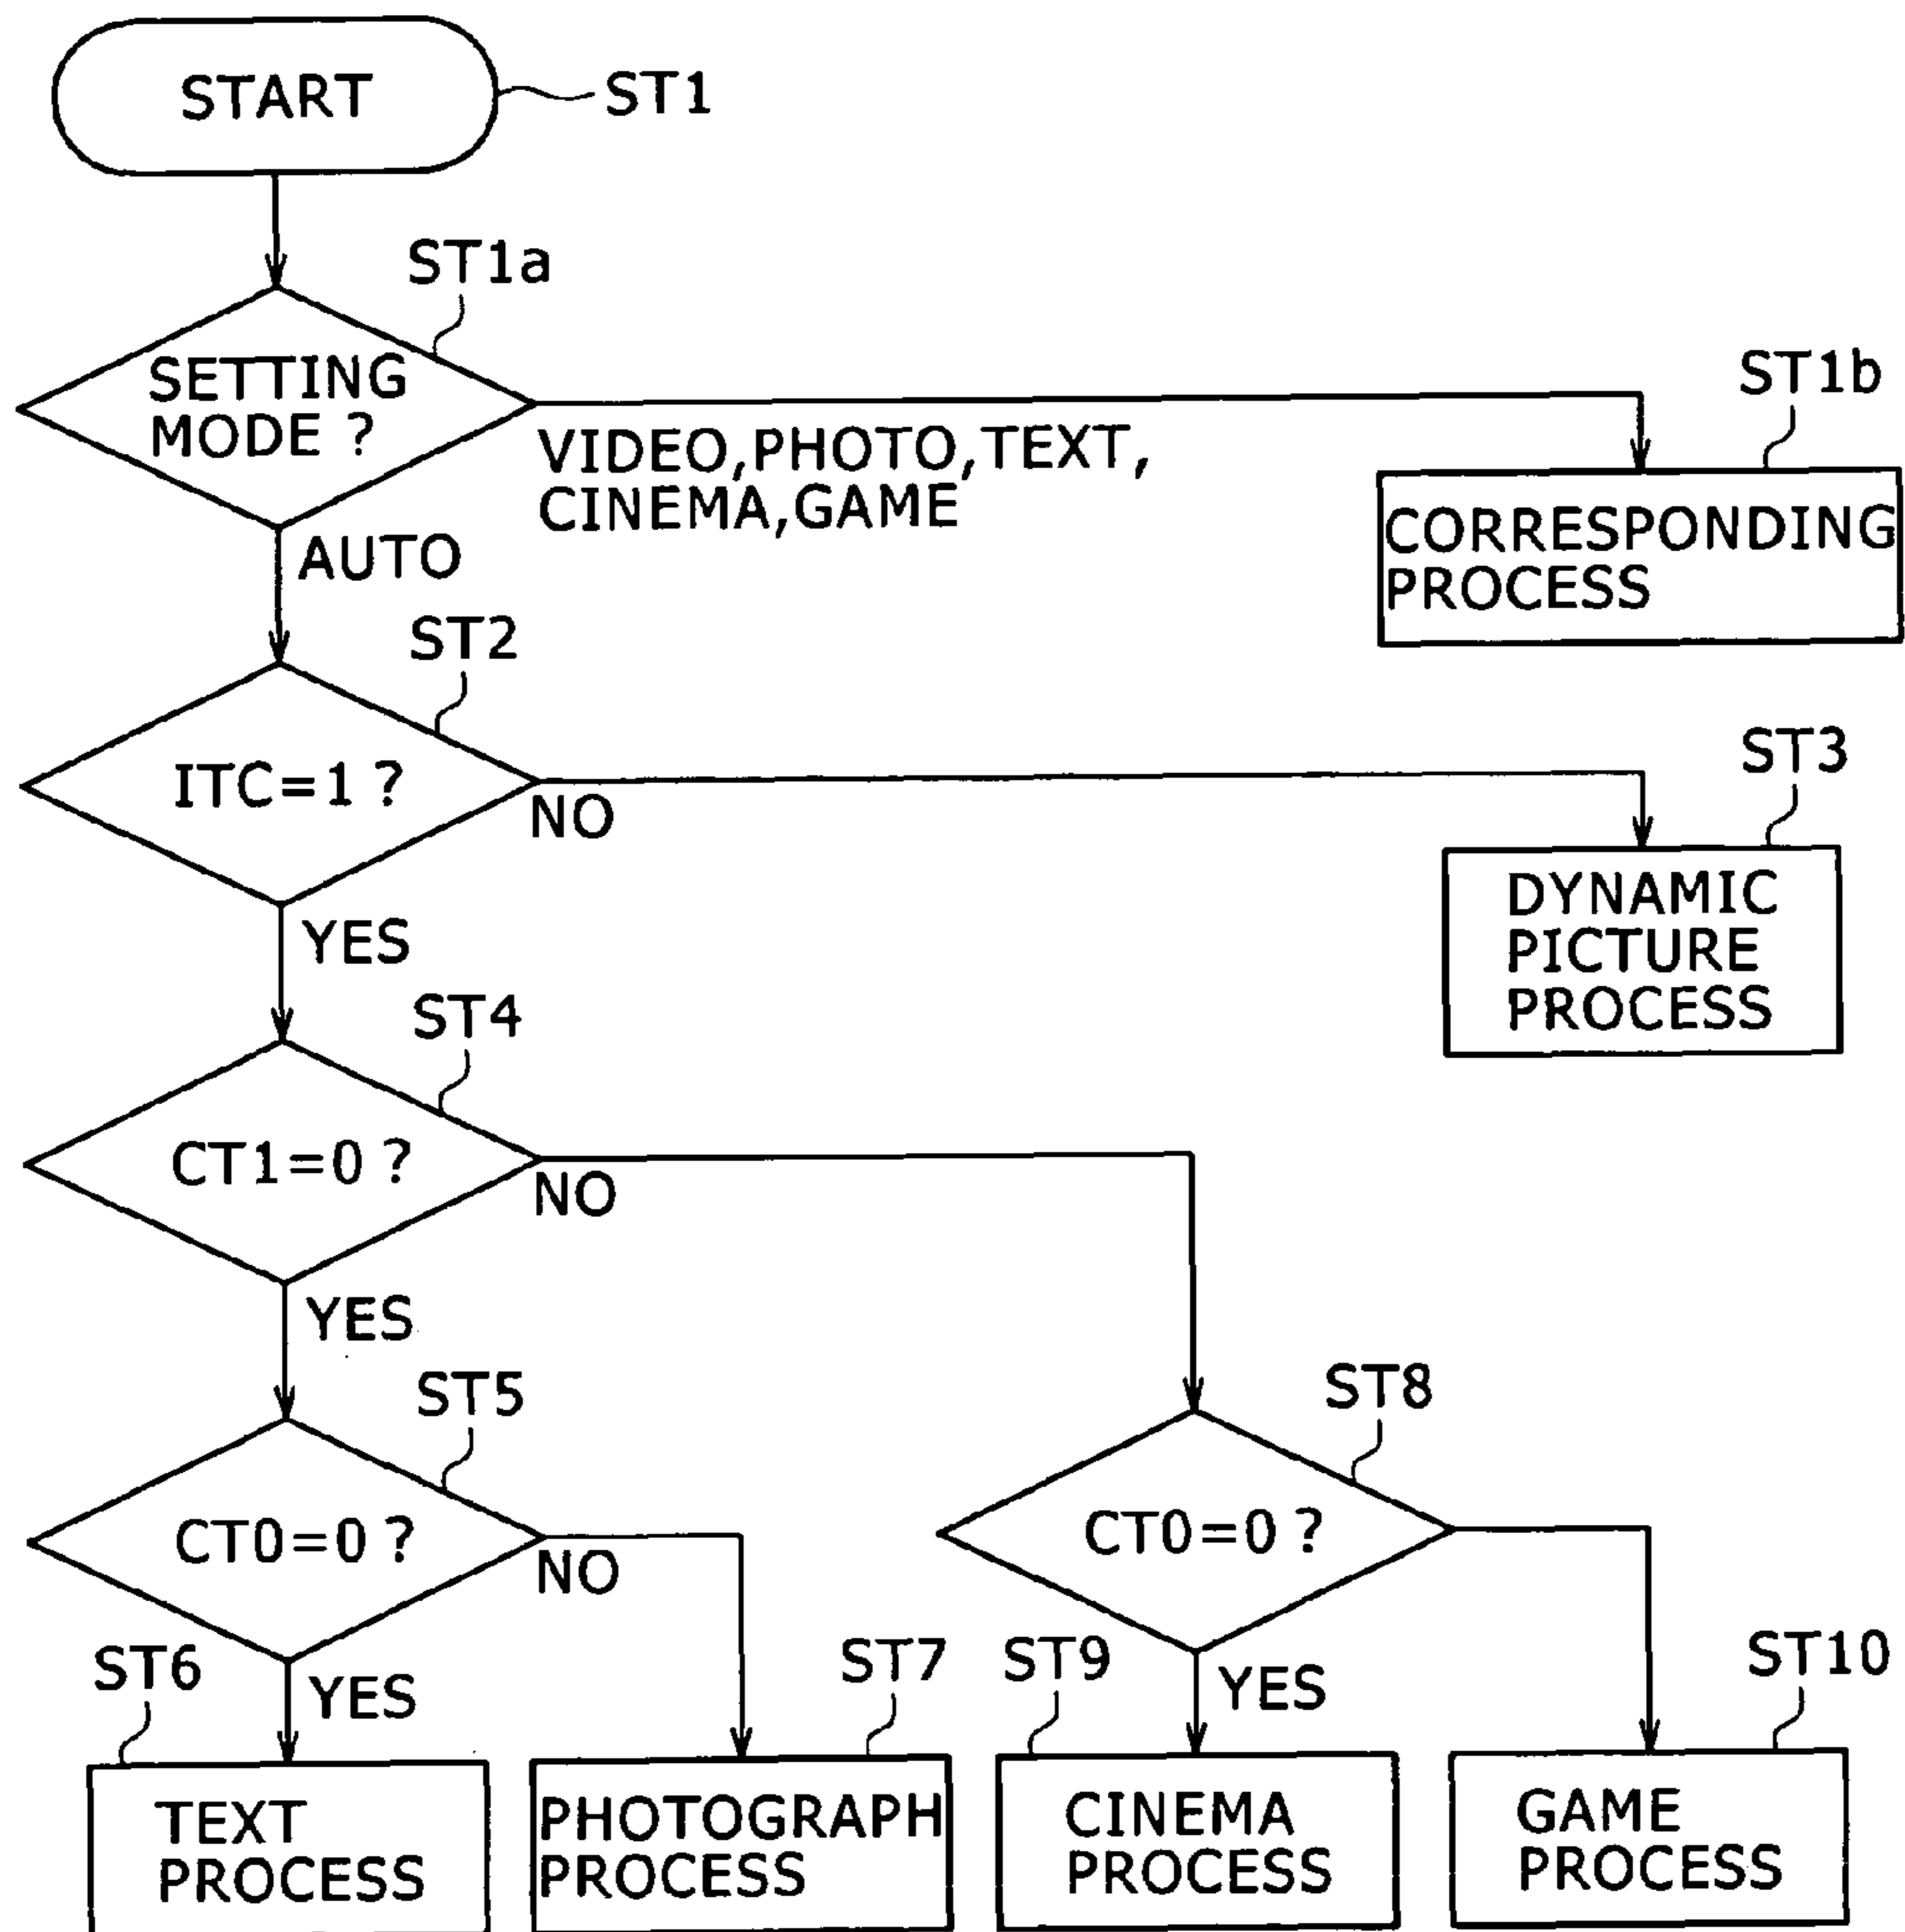 START
ST1
ST1a
SETTING
MODE ?
VIDEO,PHOTO,TEXT,
CINEMA,GAME
ST1b
CORRESPONDING
PROCESS
AUTO
ST2
ITC=1 ?
NO
ST3
DYNAMIC
PICTURE
PROCESS
YES
ST4
CT1=0 ?
NO
YES
ST5
CT0=0 ?
NO
ST8
CT0=0 ?
ST6
YES
TEXT
PROCESS
ST7
PHOTOGRAPH
PROCESS
ST9
YES
CINEMA
PROCESS
ST10
GAME
PROCESS